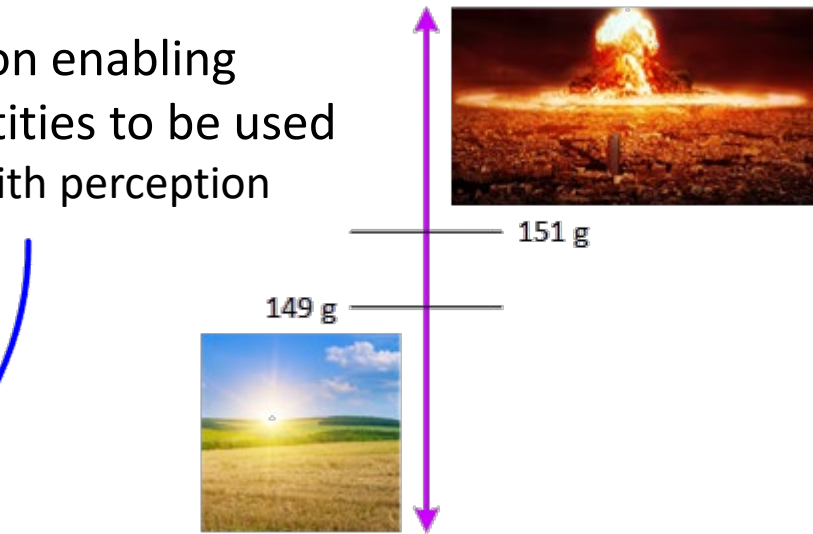 on enabling
tities to be used
ith perception
151 g
149 g